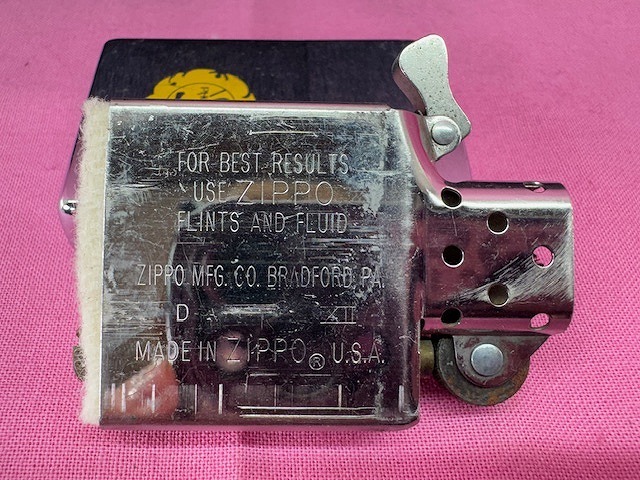 FOR BEST RESULTS
USE ZIPPO
FLINTS AND FLUID
ZIPPO MFG. CO. BRADFORD, PA.
D XII
MADE IN ZIPPO ® U.S.A.